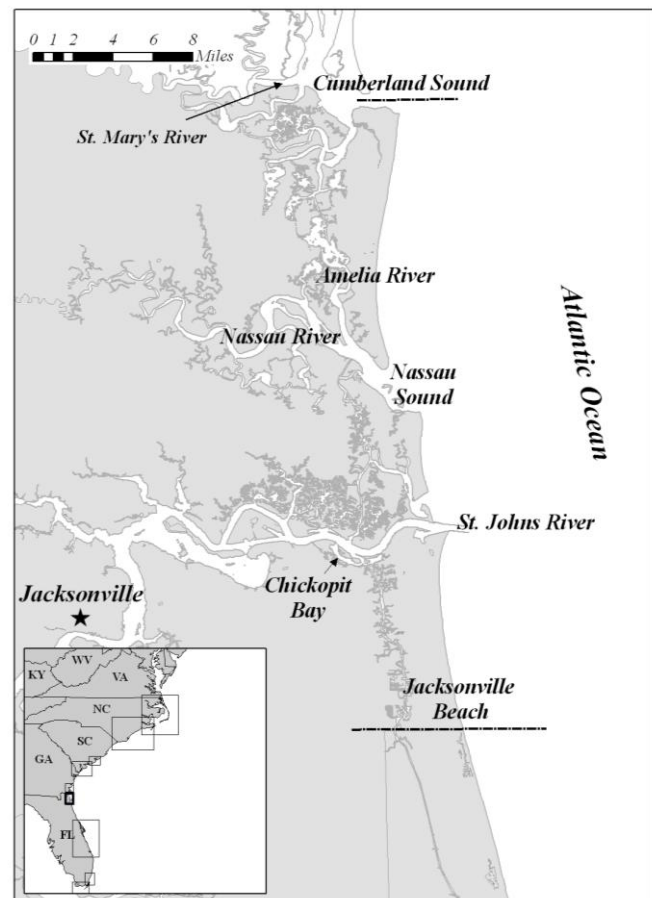 0 1 2 4 6 8
Miles
Cumberland Sound
St. Mary's River
Amelia River
Nassau River
Nassau
Sound
Atlantic Ocean
St. Johns River
Chickopit
Bay
Jacksonville
Jacksonville
Beach
WV
KY
VA
NC
SC
GA
FL